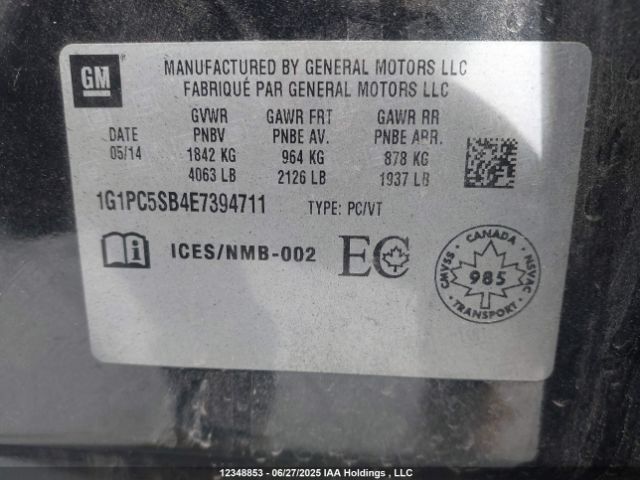 GM
MANUFACTURED BY GENERAL MOTORS LLC
FABRIQUÉ PAR GENERAL MOTORS LLC
GVWR GAWR FRT GAWR RR
DATE PNBV PNBE AV. PNBE ARR.
05/14 1842 KG 964 KG 878 KG
4063 LB 2126 LB 1937 LB
1G1PC5SB4E7394711 TYPE: PC/VT
ICES/NMB-002 EC
CANADA
CMVSS 985 NSVAC
TRANSPORT
12348853 - 06/27/2025 IAA Holdings , LLC